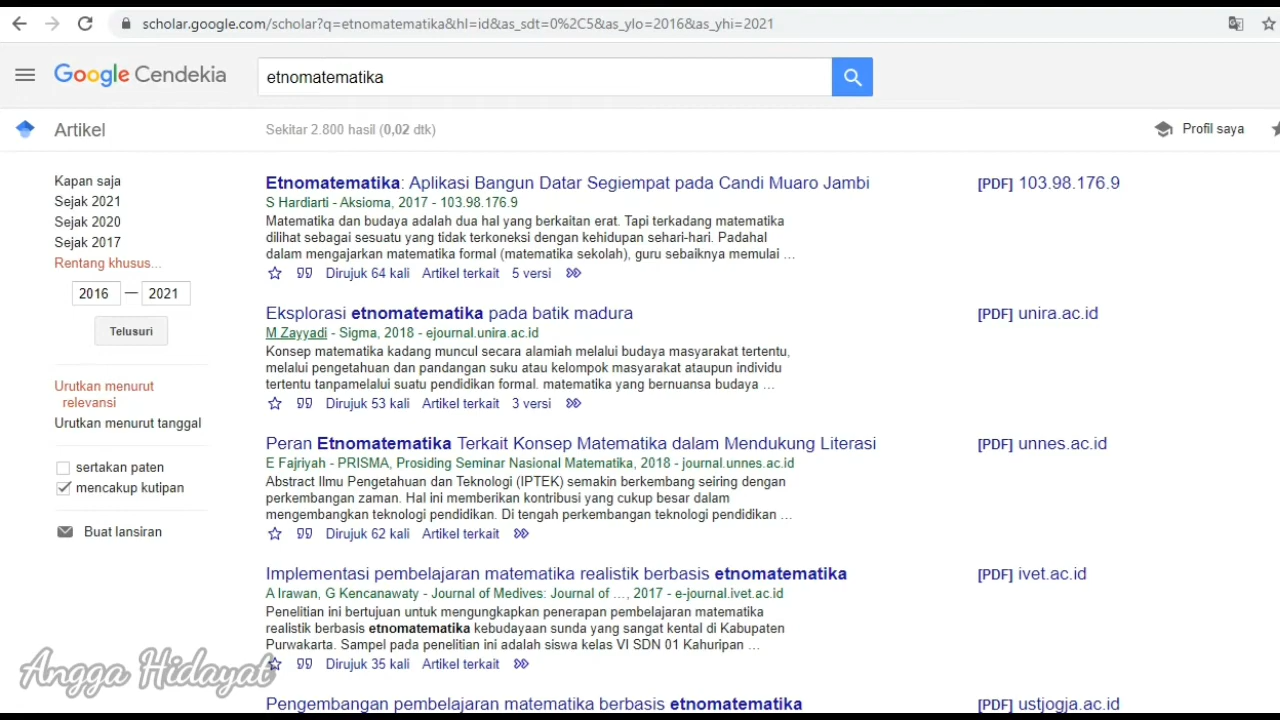 scholar.google.com/scholar?q=etnomatematika&hl=id&as_sdt=0%2C5&as_ylo=2016&as_yhi=2021
Google Cendekia
etnomatematika
Artikel
Sekitar 2.800 hasil (0,02 dtk)
Profil saya
Kapan saja
Sejak 2021
Sejak 2020
Sejak 2017
Rentang khusus...
2016 — 2021
Telusuri
Urutkan menurut
relevansi
Urutkan menurut tanggal
sertakan paten
mencakup kutipan
Buat lansiran
Etnomatematika: Aplikasi Bangun Datar Segiempat pada Candi Muaro Jambi
[PDF] 103.98.176.9
S Hardiarti - Aksioma, 2017 - 103.98.176.9
Matematika dan budaya adalah dua hal yang berkaitan erat. Tapi terkadang matematika
dilihat sebagai sesuatu yang tidak terkoneksi dengan kehidupan sehari-hari. Padahal
dalam mengajarkan matematika formal (matematika sekolah), guru sebaiknya memulai ...
Dirujuk 64 kali Artikel terkait 5 versi
Eksplorasi etnomatematika pada batik madura
[PDF] unira.ac.id
M Zayyadi - Sigma, 2018 - ejournal.unira.ac.id
Konsep matematika kadang muncul secara alamiah melalui budaya masyarakat tertentu,
melalui pengetahuan dan pandangan suku atau kelompok masyarakat ataupun individu
tertentu tanpamelalui suatu pendidikan formal. matematika yang bernuansa budaya ...
Dirujuk 53 kali Artikel terkait 3 versi
Peran Etnomatematika Terkait Konsep Matematika dalam Mendukung Literasi
[PDF] unnes.ac.id
E Fajriyah - PRISMA, Prosiding Seminar Nasional Matematika, 2018 - journal.unnes.ac.id
Abstract Ilmu Pengetahuan dan Teknologi (IPTEK) semakin berkembang seiring dengan
perkembangan zaman. Hal ini memberikan kontribusi yang cukup besar dalam
mengembangkan teknologi pendidikan. Di tengah perkembangan teknologi pendidikan ...
Dirujuk 62 kali Artikel terkait
Implementasi pembelajaran matematika realistik berbasis etnomatematika
[PDF] ivet.ac.id
A Irawan, G Kencanawaty - Journal of Medives: Journal of ..., 2017 - e-journal.ivet.ac.id
Penelitian ini bertujuan untuk mengungkapkan penerapan pembelajaran matematika
realistik berbasis etnomatematika kebudayaan sunda yang sangat kental di Kabupaten
Purwakarta. Sampel pada penelitian ini adalah siswa kelas VI SDN 01 Kahuripan ...
Dirujuk 35 kali Artikel terkait
Pengembangan pembelajaran matematika berbasis etnomatematika
[PDF] ustjogja.ac.id
Angga Hidayat